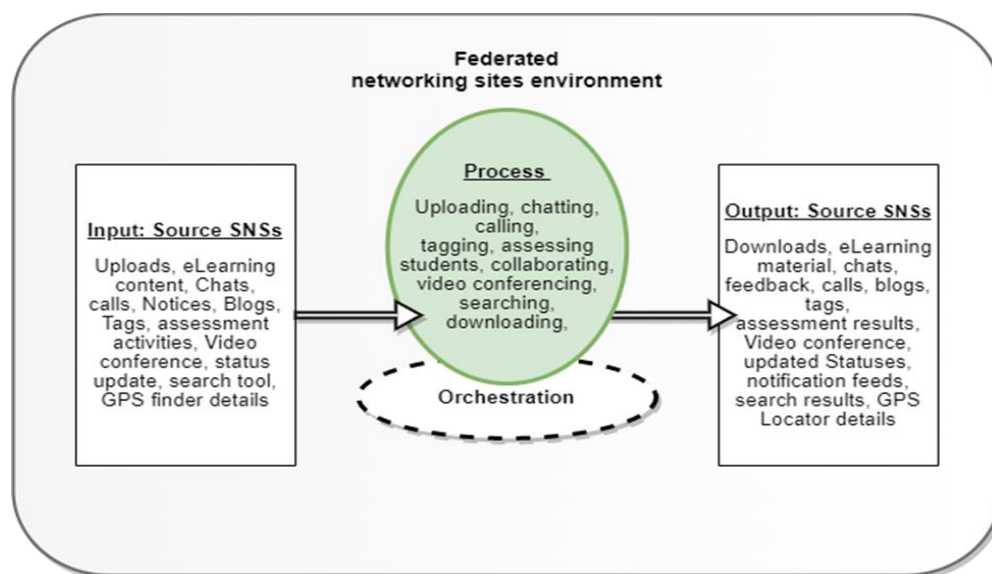 Federated
networking sites environment
Input: Source SNSs
Uploads, eLearning
content, Chats,
calls, Notices, Blogs,
Tags, assessment
activities, Video
conference, status
update, search tool,
GPS finder details
Process
Uploading, chatting,
calling,
tagging, assessing
students, collaborating,
video conferencing,
searching,
downloading,
Orchestration
Output: Source SNSs
Downloads, eLearning
material, chats,
feedback, calls, blogs,
tags,
assessment results,
Video conference,
updated Statuses,
notification feeds,
search results, GPS
Locator details